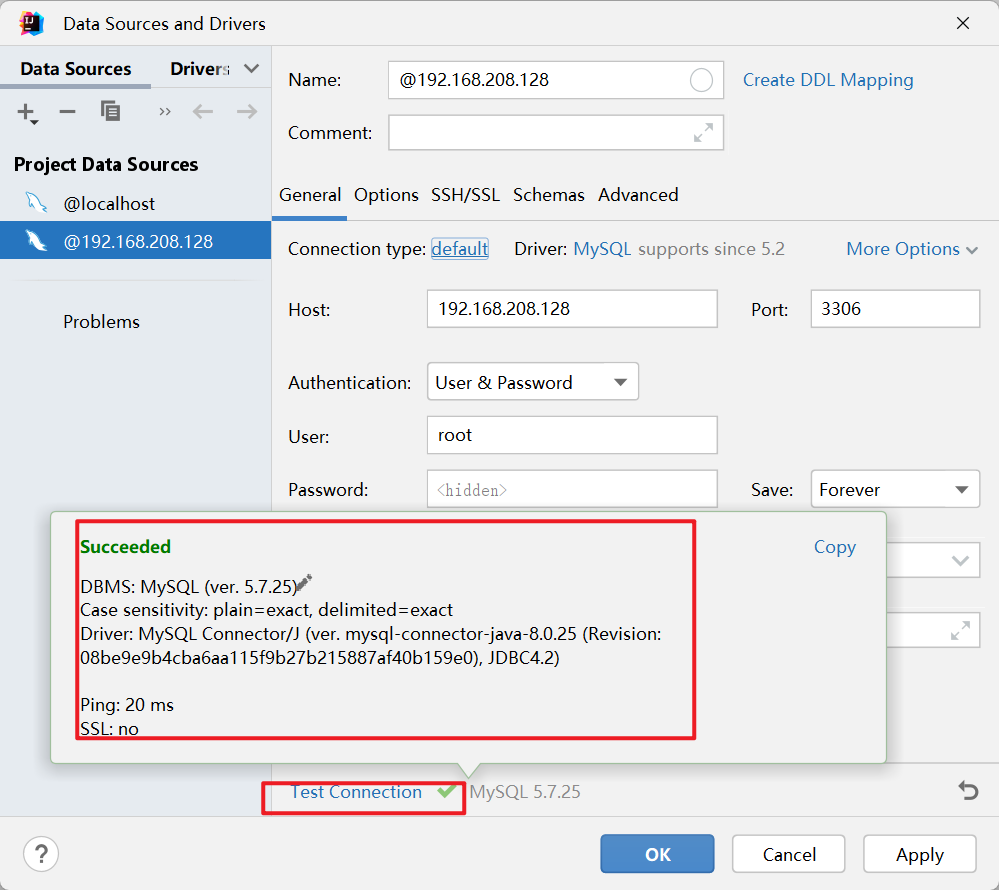 Data Sources and Drivers
Data Sources
Drivers
Project Data Sources
@localhost
@192.168.208.128
Problems
Name: @192.168.208.128 Create DDL Mapping
Comment:
General Options SSH/SSL Schemas Advanced
Connection type: default Driver: MySQL supports since 5.2 More Options
Host: 192.168.208.128 Port: 3306
Authentication: User & Password
User: root
Password: <hidden> Save: Forever
Succeeded Copy
DBMS: MySQL (ver. 5.7.25)
Case sensitivity: plain=exact, delimited=exact
Driver: MySQL Connector/J (ver. mysql-connector-java-8.0.25 (Revision:
08be9e9b4cba6aa115f9b27b215887af40b159e0), JDBC4.2)
Ping: 20 ms
SSL: no
Test Connection MySQL 5.7.25
? OK Cancel Apply